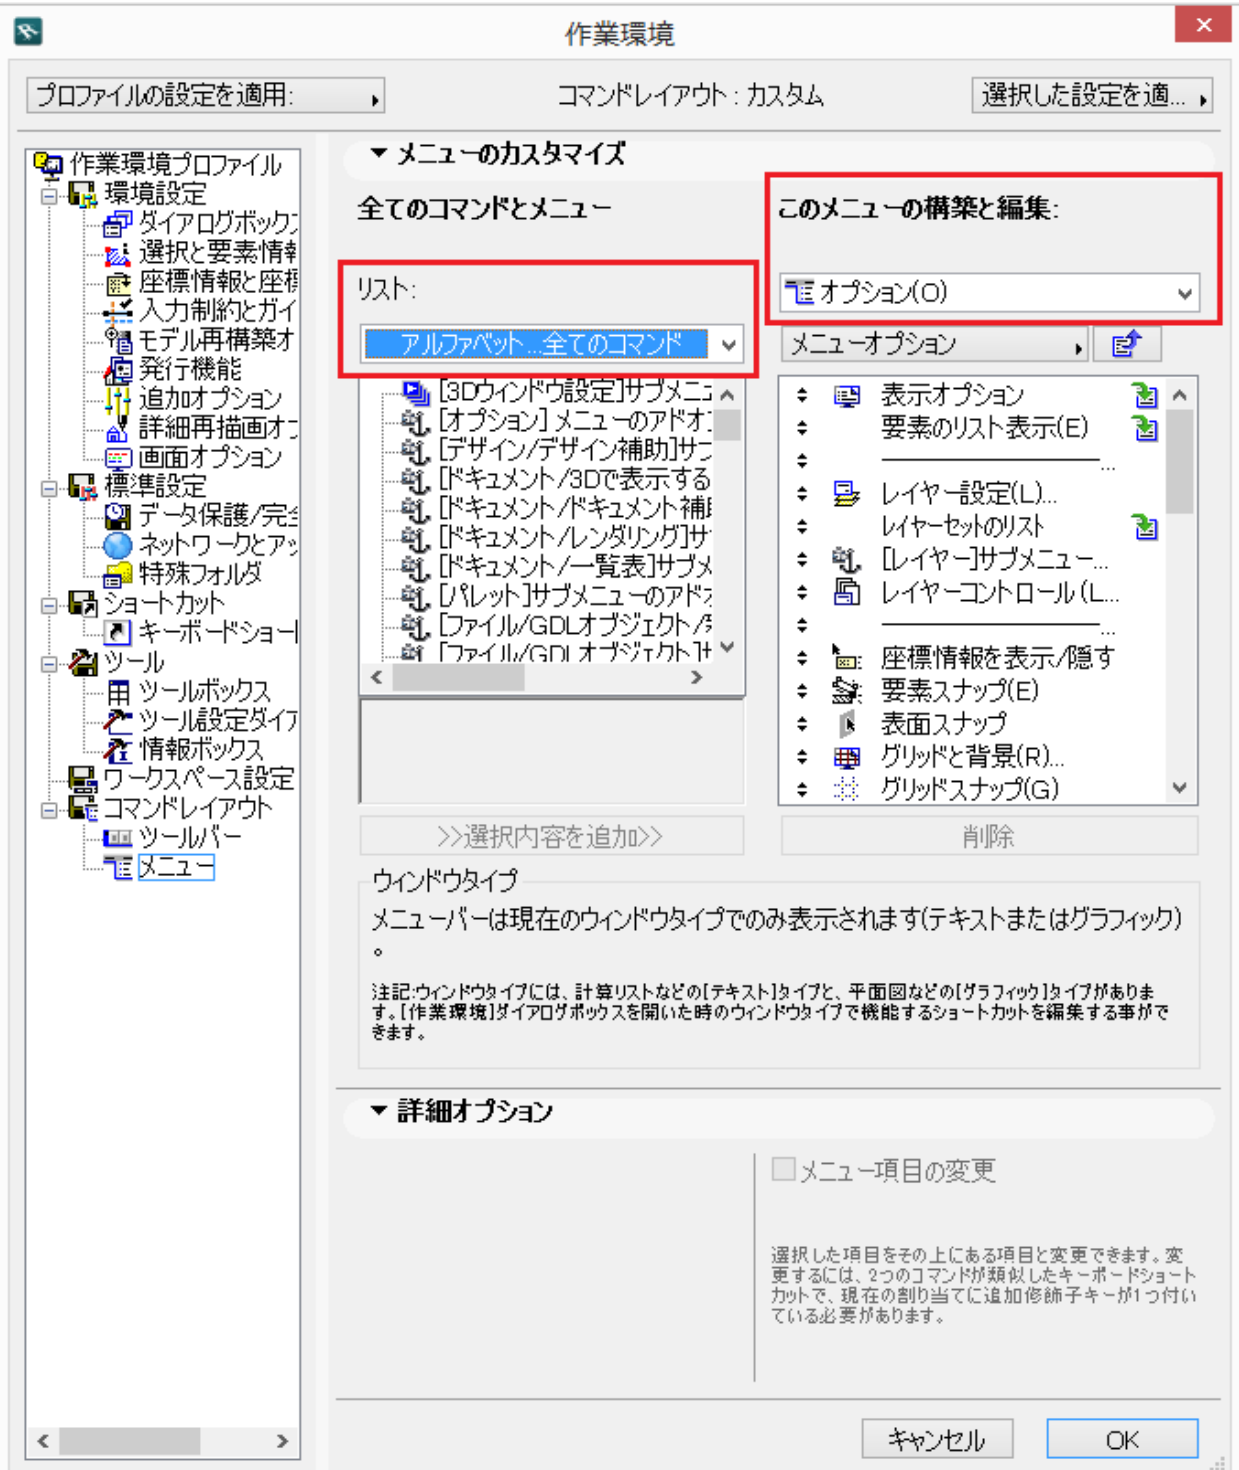 作業環境
プロファイルの設定を適用:
コマンドレイアウト : カスタム
選択した設定を適...
作業環境プロファイル
環境設定
ダイアログボックス
選択と要素情報
座標情報と座標
入力制約とガイ
モデル再構築オ
発行機能
追加オプション
詳細再描画オプ
画面オプション
標準設定
データ保護/完全
ネットワークとアッ
特殊フォルダ
ショートカット
キーボードショート
ツール
ツールボックス
ツール設定ダイア
情報ボックス
ワークスペース設定
コマンドレイアウト
ツールバー
メニュー
メニューのカスタマイズ
全てのコマンドとメニュー
リスト:
アルファベット...全てのコマンド
[3Dウィンドウ設定]サブメニュ
[オプション] メニューのアドオン
[デザイン/デザイン補助]サブ
[ドキュメント/3Dで表示する
[ドキュメント/ドキュメント補助
[ドキュメント/レンダリング]サ
[ドキュメント/一覧表]サブメ
[パレット]サブメニューのアドオ
[ファイル/GDLオブジェクト/
[ファイル/GDLオブジェクト]サ
>>選択内容を追加>>
このメニューの構築と編集:
オプション(O)
メニューオプション
表示オプション
要素のリスト表示(E)
...
レイヤー設定(L)...
レイヤーセットのリスト
[レイヤー]サブメニュー...
レイヤーコントロール(L...
...
座標情報を表示/隠す
要素スナップ(E)
表面スナップ
グリッドと背景(R)...
グリッドスナップ(G)
削除
ウィンドウタイプ
メニューバーは現在のウィンドウタイプでのみ表示されます(テキストまたはグラフィック)
。
注記:ウィンドウタイプには、計算リストなどの[テキスト]タイプと、平面図などの[グラフィック]タイプがありま
す。[作業環境]ダイアログボックスを開いた時のウィンドウタイプで機能するショートカットを編集する事がで
きます。
詳細オプション
メニュー項目の変更
選択した項目をその上にある項目と変更できます。変
更するには、2つのコマンドが類似したキーボードショート
カットで、現在の割り当てに追加修飾子キーが1つ付い
ている必要があります。
キャンセル
OK